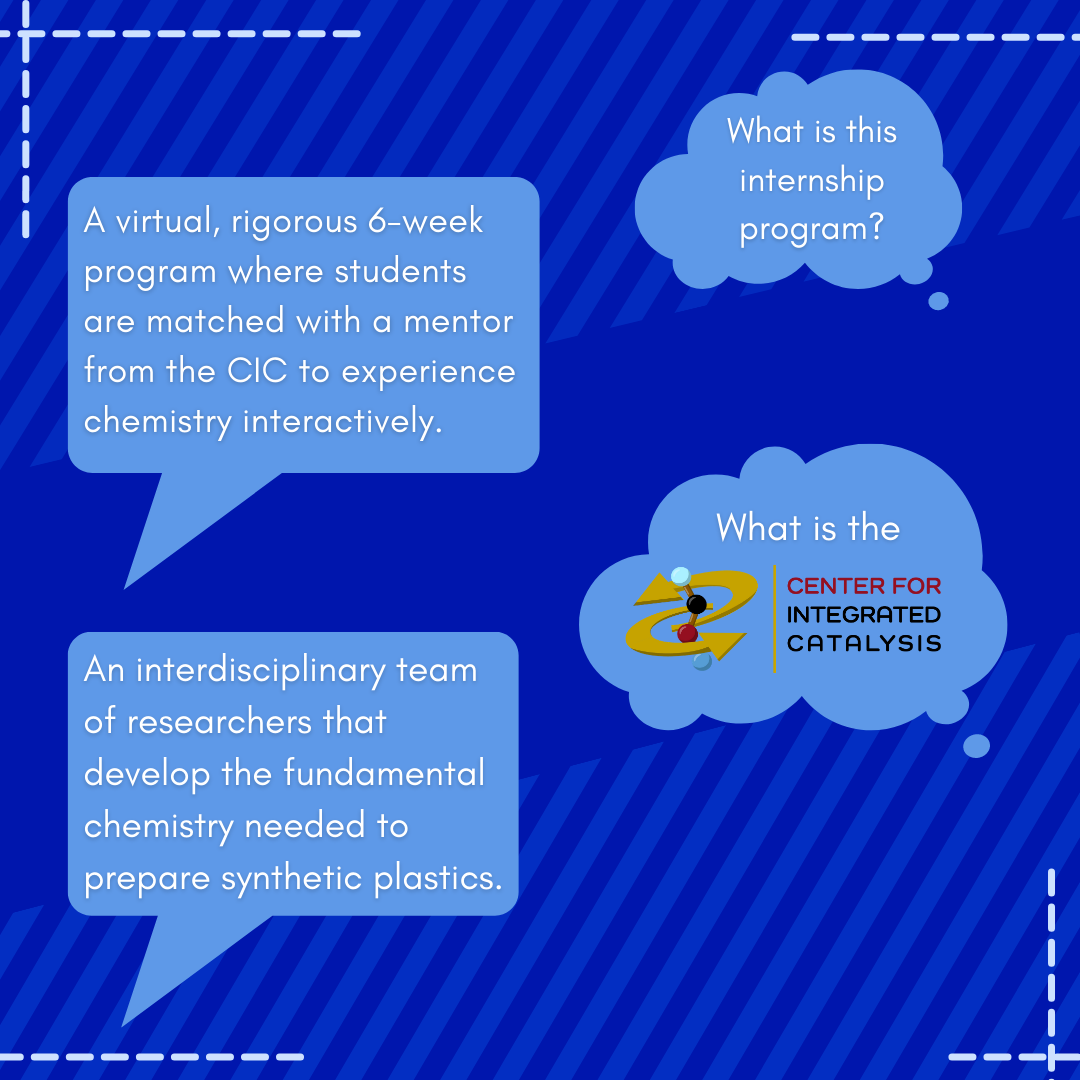 What is this
internship
program?
A virtual, rigorous 6-week
program where students
are matched with a mentor
from the CIC to experience
chemistry interactively.
What is the
CENTER FOR
INTEGRATED
CATALYSIS
An interdisciplinary team
of researchers that
develop the fundamental
chemistry needed to
prepare synthetic plastics.